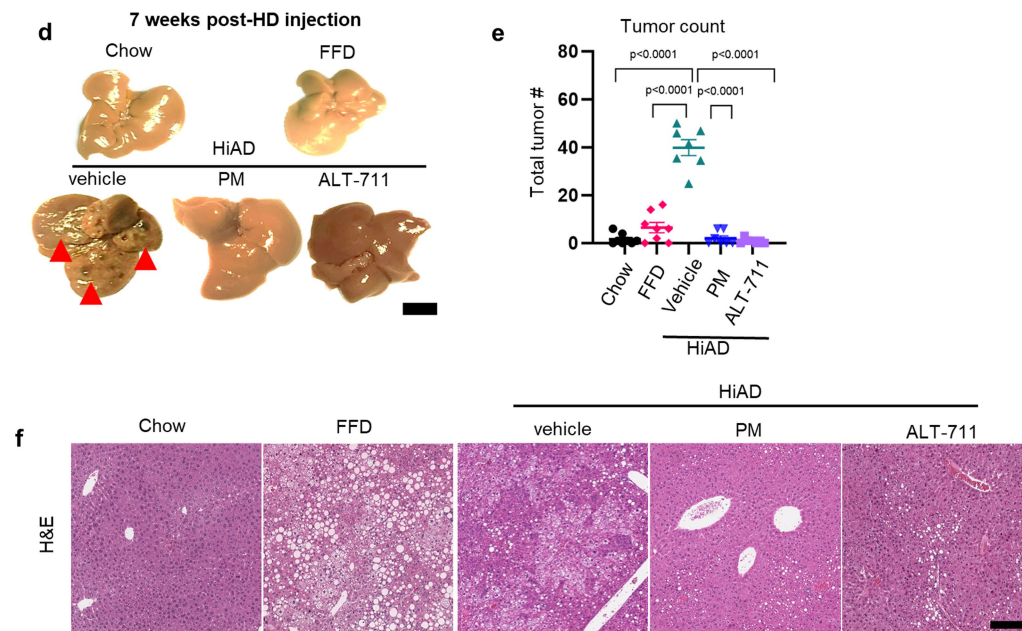 d
7 weeks post-HD injection
Chow FFD
HiAD
vehicle PM ALT-711
e
Tumor count
Total tumor #
80
60
40
20
0
p<0.0001
p<0.0001
p<0.0001
p<0.0001
Chow
FFD
Vehicle
PM
ALT-711
HiAD
f
HiAD
Chow FFD vehicle PM ALT-711
H&E